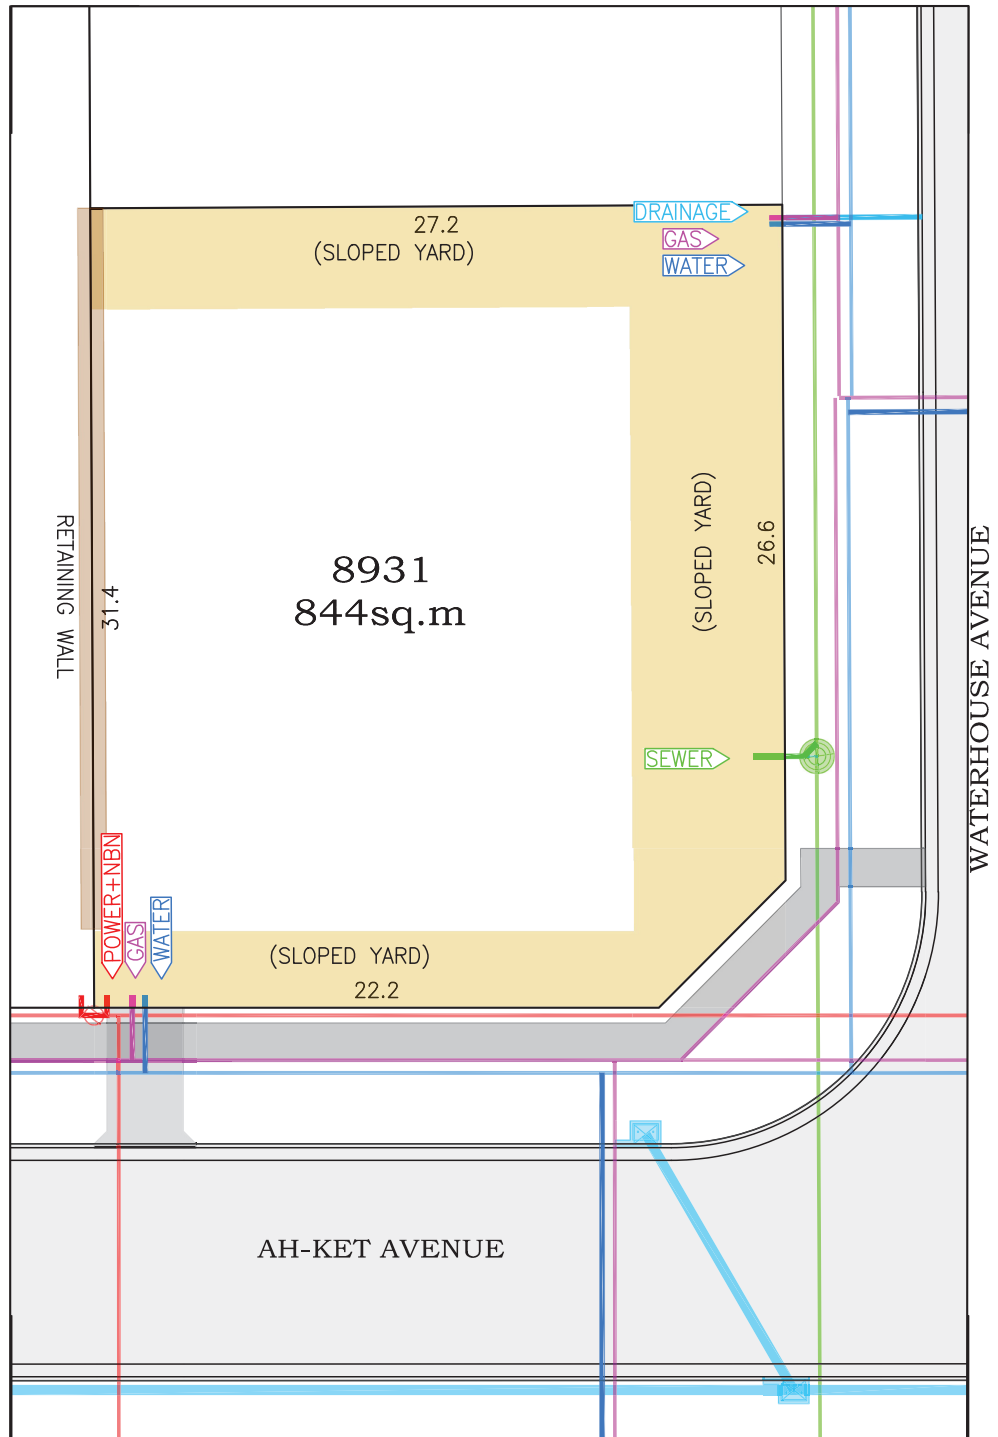 27.2
(SLOPED YARD)
DRAINAGE
GAS
WATER
RETAINING WALL
31.4
8931
844sq.m
(SLOPED YARD)
26.6
WATERHOUSE AVENUE
SEWER
POWER+NBN
GAS
WATER
(SLOPED YARD)
22.2
AH-KET AVENUE